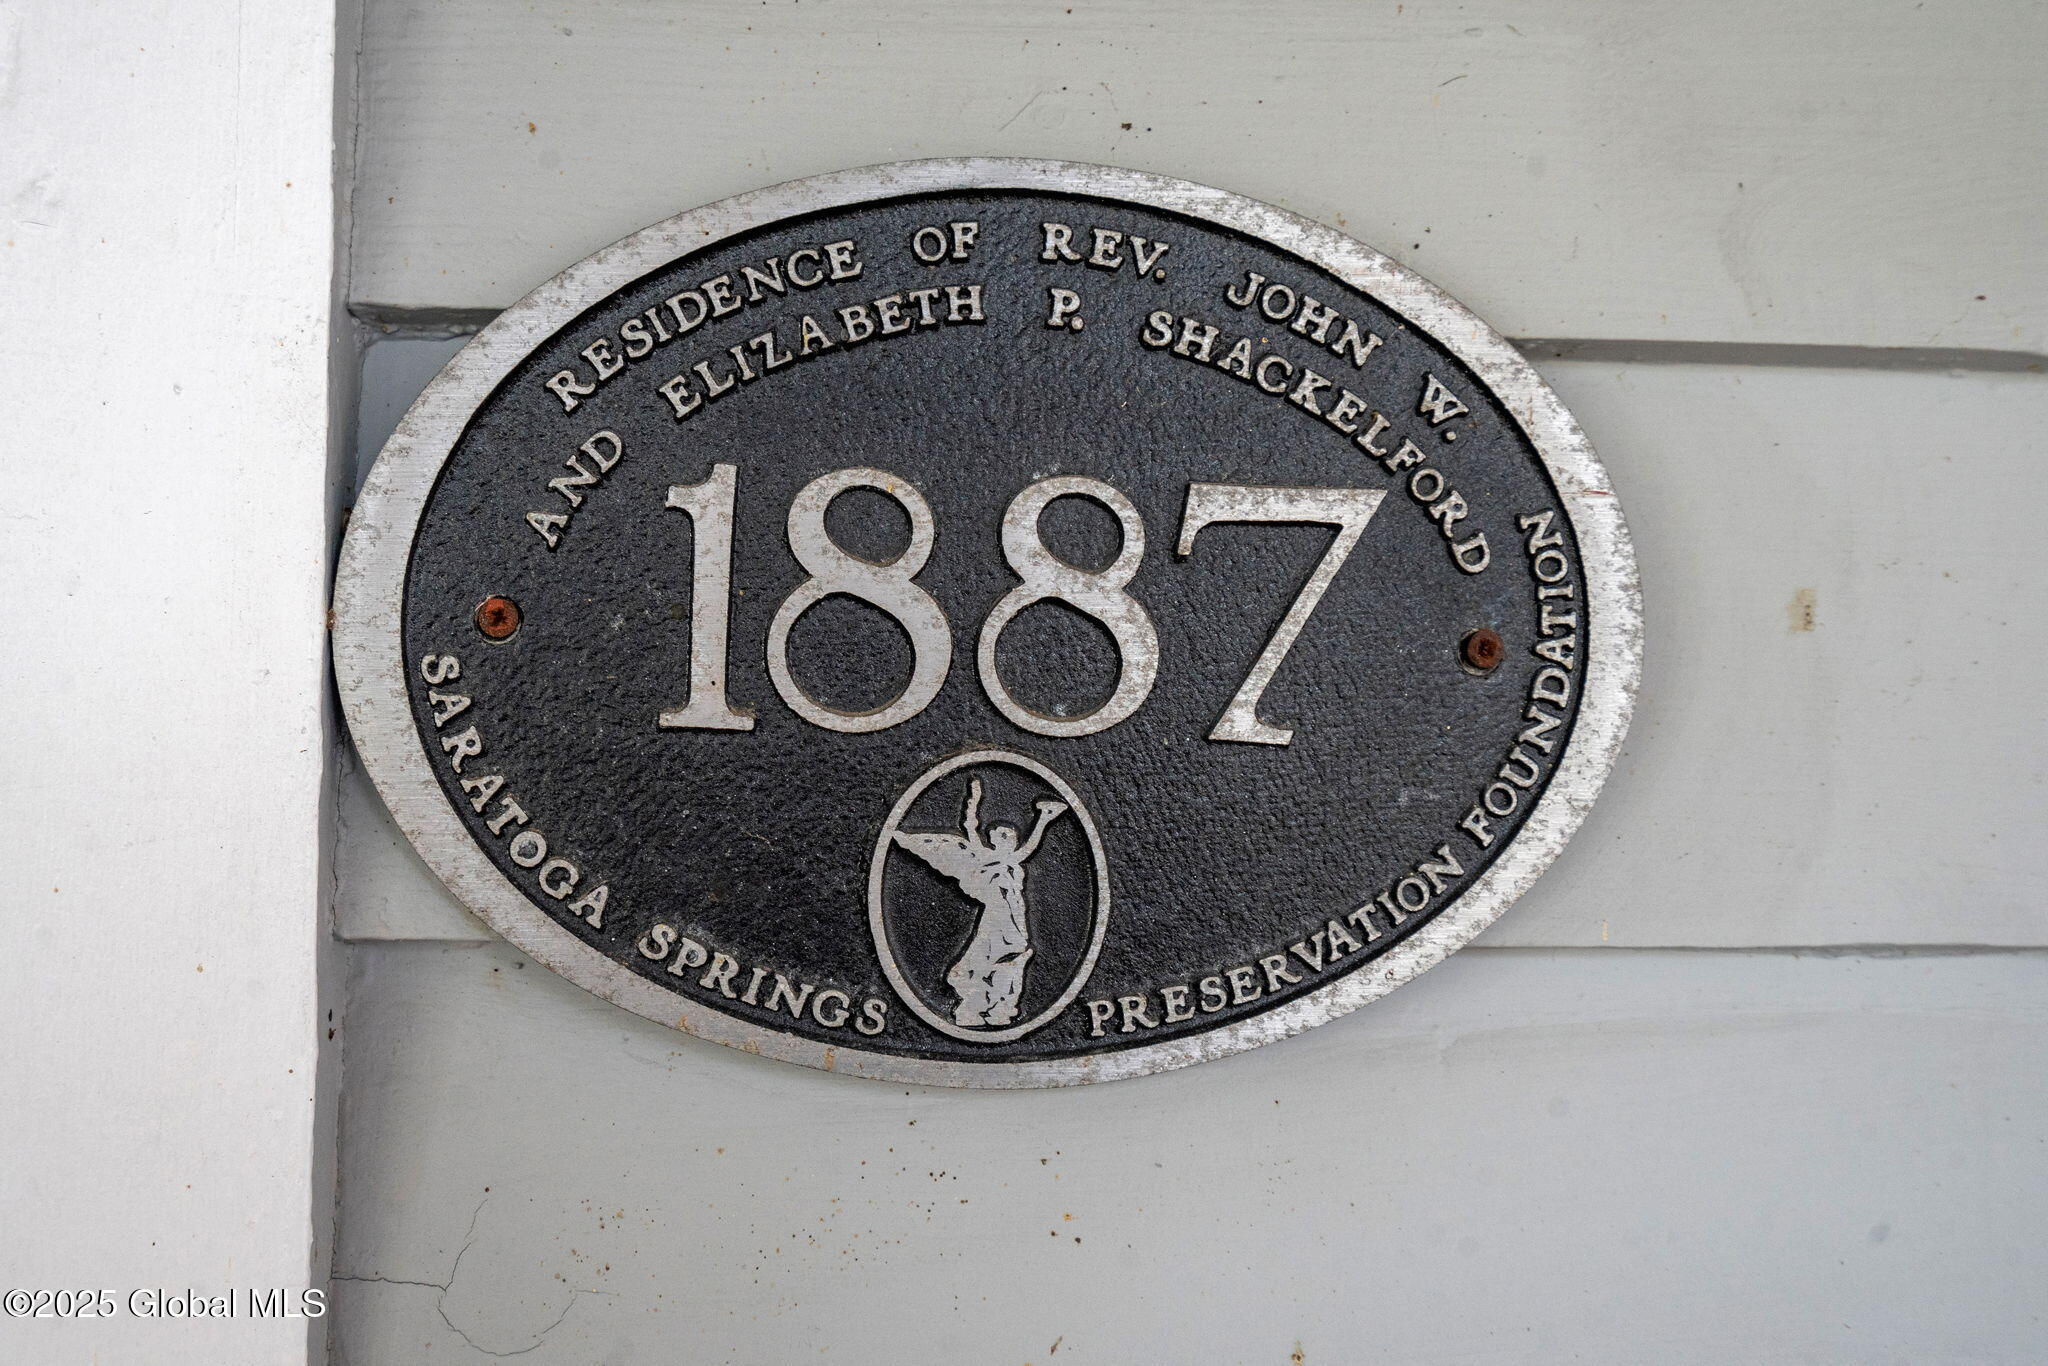 RESIDENCE OF REV. JOHN W.
AND ELIZABETH P. SHACKELFORD
1887
SARATOGA SPRINGS PRESERVATION FOUNDATION
©2025 Global MLS